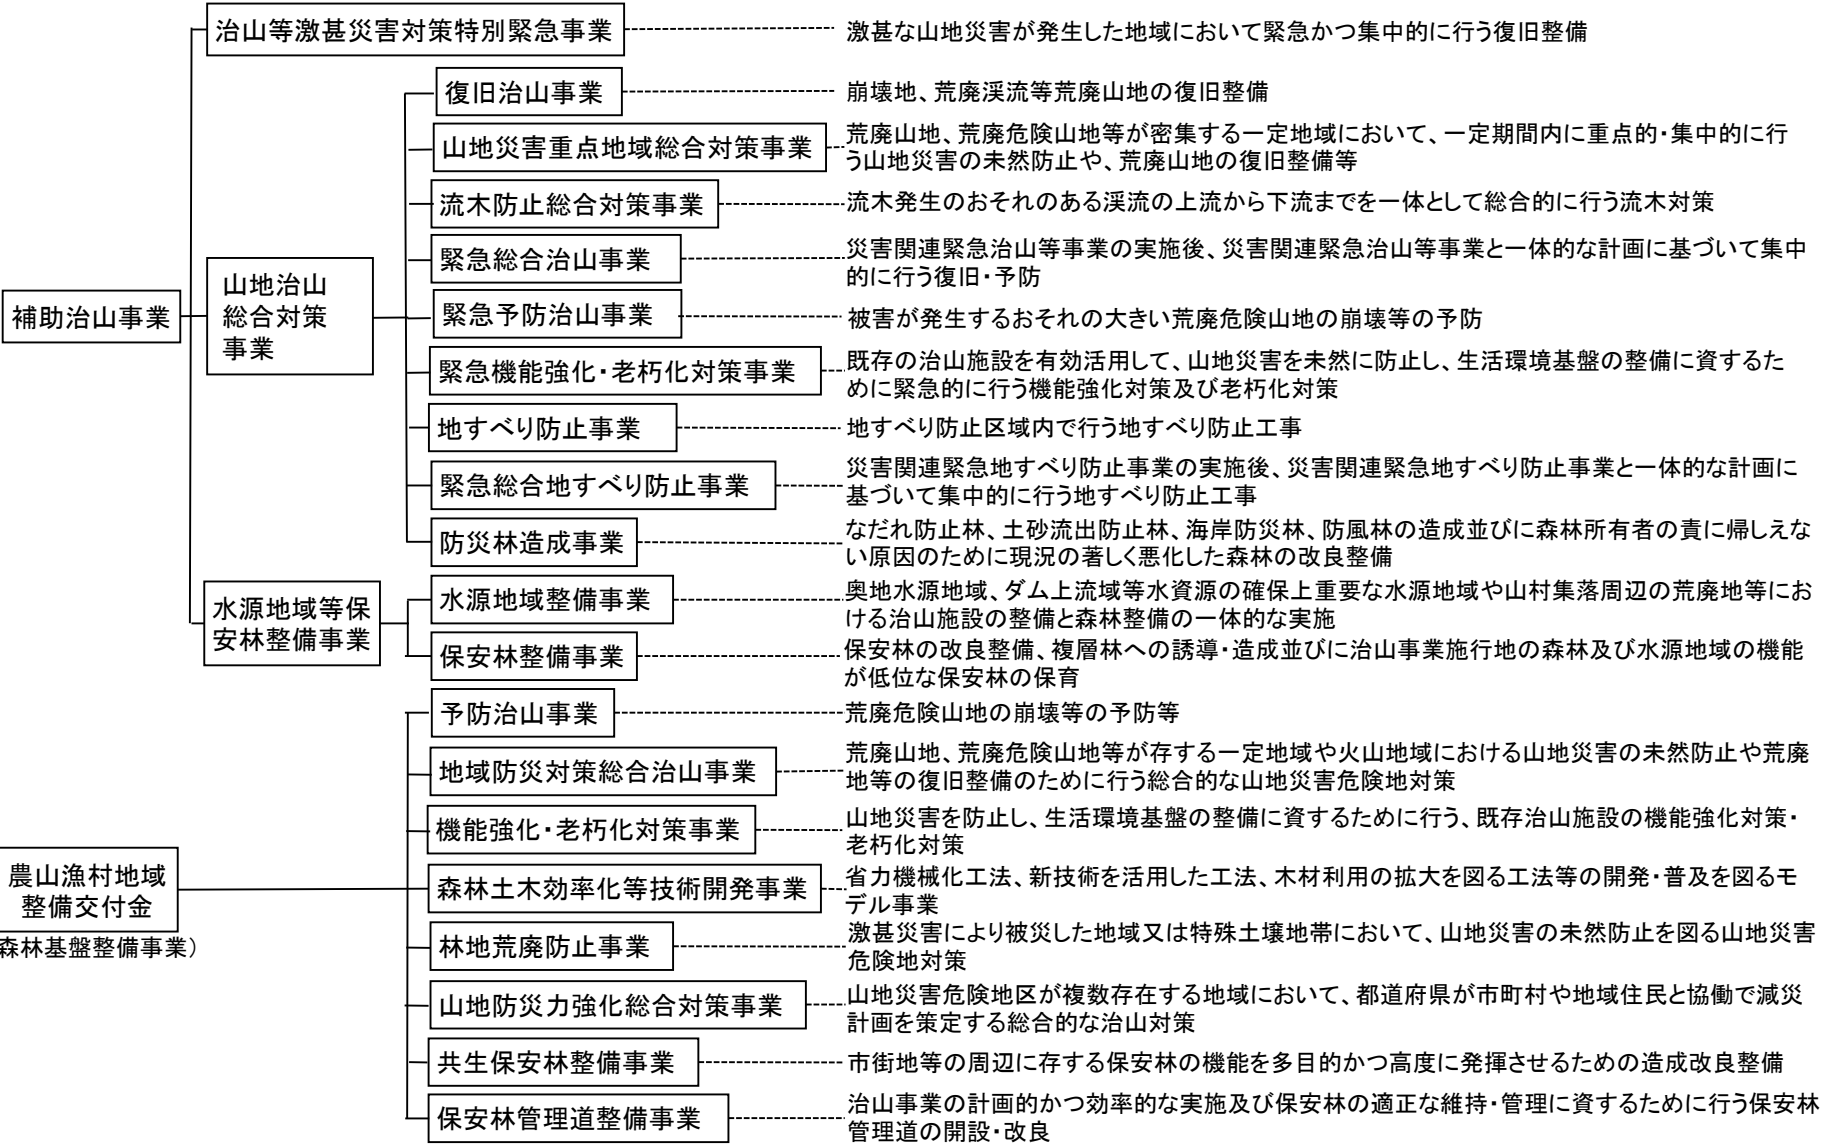 治山等激甚災害対策特別緊急事業
激甚な山地災害が発生した地域において緊急かつ集中的に行う復旧整備
復旧治山事業
崩壊地、荒廃渓流等荒廃山地の復旧整備
山地災害重点地域総合対策事業
荒廃山地、荒廃危険山地等が密集する一定地域において、一定期間内に重点的・集中的に行
う山地災害の未然防止や、荒廃山地の復旧整備等
流木防止総合対策事業
流木発生のおそれのある渓流の上流から下流までを一体として総合的に行う流木対策
緊急総合治山事業
災害関連緊急治山等事業の実施後、災害関連緊急治山等事業と一体的な計画に基づいて集中
的に行う復旧・予防
補助治山事業
山地治山
総合対策
事業
緊急予防治山事業
被害が発生するおそれの大きい荒廃危険山地の崩壊等の予防
緊急機能強化・老朽化対策事業
既存の治山施設を有効活用して、山地災害を未然に防止し、生活環境基盤の整備に資するた
めに緊急的に行う機能強化対策及び老朽化対策
地すべり防止事業
地すべり防止区域内で行う地すべり防止工事
緊急総合地すべり防止事業
災害関連緊急地すべり防止事業の実施後、災害関連緊急地すべり防止事業と一体的な計画に
基づいて集中的に行う地すべり防止工事
防災林造成事業
なだれ防止林、土砂流出防止林、海岸防災林、防風林の造成並びに森林所有者の責に帰しえな
い原因のために現況の著しく悪化した森林の改良整備
水源地域等保
安林整備事業
水源地域整備事業
奥地水源地域、ダム上流域等水資源の確保上重要な水源地域や山村集落周辺の荒廃地等にお
ける治山施設の整備と森林整備の一体的な実施
保安林整備事業
保安林の改良整備、複層林への誘導・造成並びに治山事業施行地の森林及び水源地域の機能
が低位な保安林の保育
予防治山事業
荒廃危険山地の崩壊等の予防等
地域防災対策総合治山事業
荒廃山地、荒廃危険山地等が存する一定地域や火山地域における山地災害の未然防止や荒廃
地等の復旧整備のために行う総合的な山地災害危険地対策
機能強化・老朽化対策事業
山地災害を防止し、生活環境基盤の整備に資するために行う、既存治山施設の機能強化対策・
老朽化対策
農山漁村地域
整備交付金
森林基盤整備事業）
森林土木効率化等技術開発事業
省力機械化工法、新技術を活用した工法、木材利用の拡大を図る工法等の開発・普及を図るモ
デル事業
林地荒廃防止事業
激甚災害により被災した地域又は特殊土壌地帯において、山地災害の未然防止を図る山地災害
危険地対策
山地防災力強化総合対策事業
山地災害危険地区が複数存在する地域において、都道府県が市町村や地域住民と協働で減災
計画を策定する総合的な治山対策
共生保安林整備事業
市街地等の周辺に存する保安林の機能を多目的かつ高度に発揮させるための造成改良整備
保安林管理道整備事業
治山事業の計画的かつ効率的な実施及び保安林の適正な維持・管理に資するために行う保安林
管理道の開設・改良